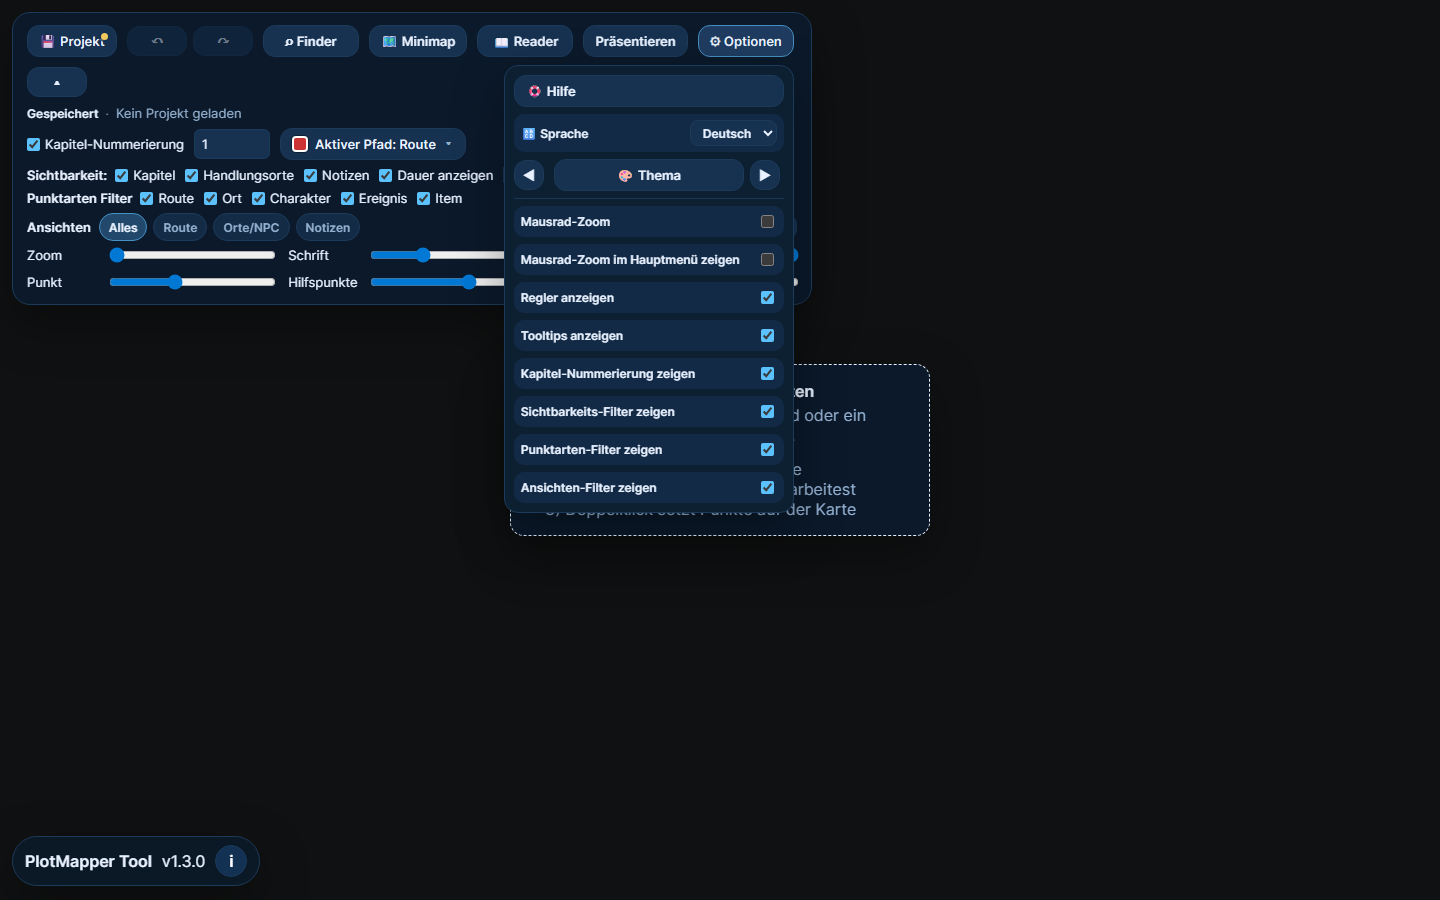 💾 Projekt ↶ ↷ ⌕ Finder 🗺️ Minimap 📖 Reader Präsentieren ⚙ Optionen
▲
Gespeichert · Kein Projekt geladen
Kapitel-Nummerierung 1 Aktiver Pfad: Route
Sichtbarkeit: Kapitel Handlungsorte Notizen Dauer anzeigen
Punktarten Filter Route Ort Charakter Ereignis Item
Ansichten Alles Route Orte/NPC Notizen
Zoom Schrift
Punkt Hilfspunkte
🛟 Hilfe
🔠 Sprache Deutsch
◀ 🎨 Thema ▶
Mausrad-Zoom
Mausrad-Zoom im Hauptmenü zeigen
Regler anzeigen
Tooltips anzeigen
Kapitel-Nummerierung zeigen
Sichtbarkeits-Filter zeigen
Punktarten-Filter zeigen
Ansichten-Filter zeigen
oder ein
arbeitest
der Karte
PlotMapper Tool v1.3.0 i